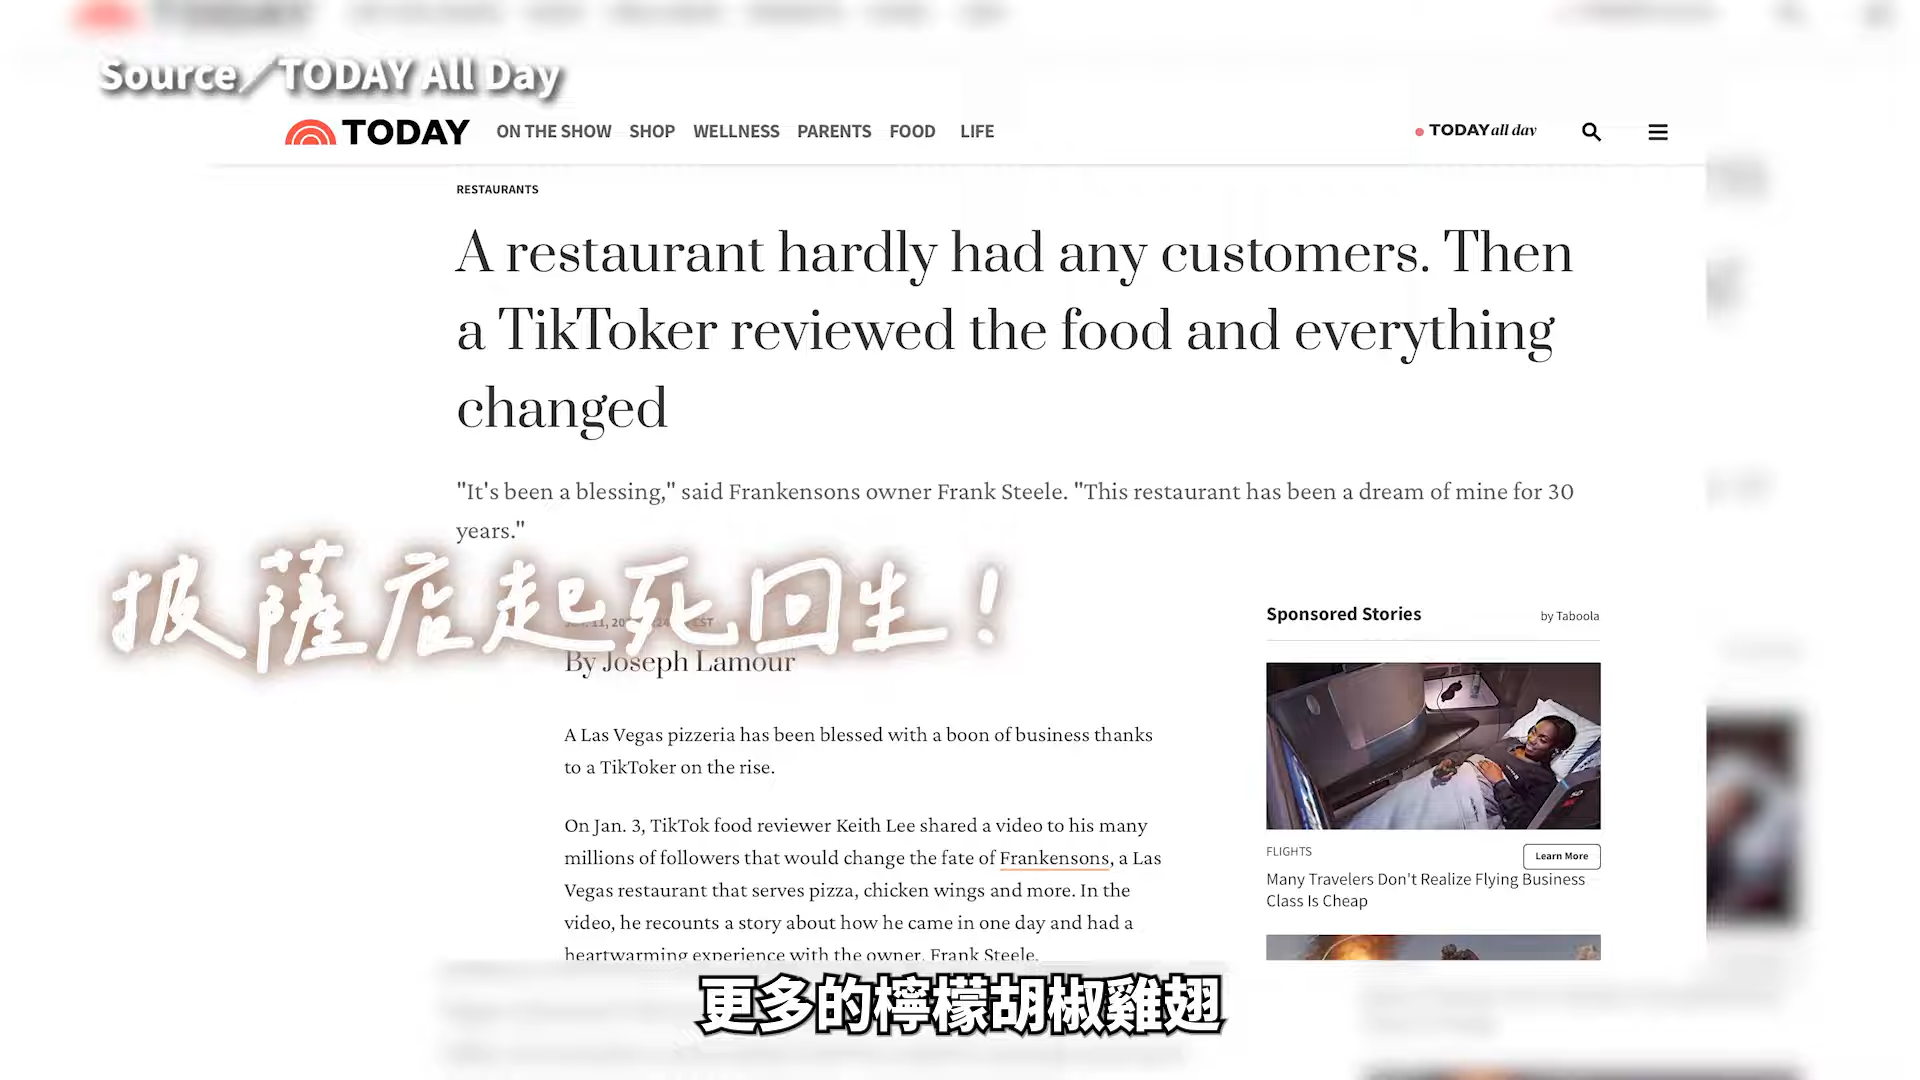 Source／TODAY All Day
TODAY ON THE SHOW SHOP WELLNESS PARENTS FOOD LIFE TODAY all day
RESTAURANTS
A restaurant hardly had any customers. Then
a TikToker reviewed the food and everything
changed
"It's been a blessing," said Frankensons owner Frank Steele. "This restaurant has been a dream of mine for 30
years."
披薩店起死回生！
By Joseph Lamour
A Las Vegas pizzeria has been blessed with a boon of business thanks
to a TikToker on the rise.
On Jan. 3, TikTok food reviewer Keith Lee shared a video to his many
millions of followers that would change the fate of Frankensons, a Las
Vegas restaurant that serves pizza, chicken wings and more. In the
video, he recounts a story about how he came in one day and had a
heartwarming experience with the owner, Frank Steele.
Sponsored Stories
by Taboola
FLIGHTS
Learn More
Many Travelers Don't Realize Flying Business
Class Is Cheap
更多的檸檬胡椒雞翅